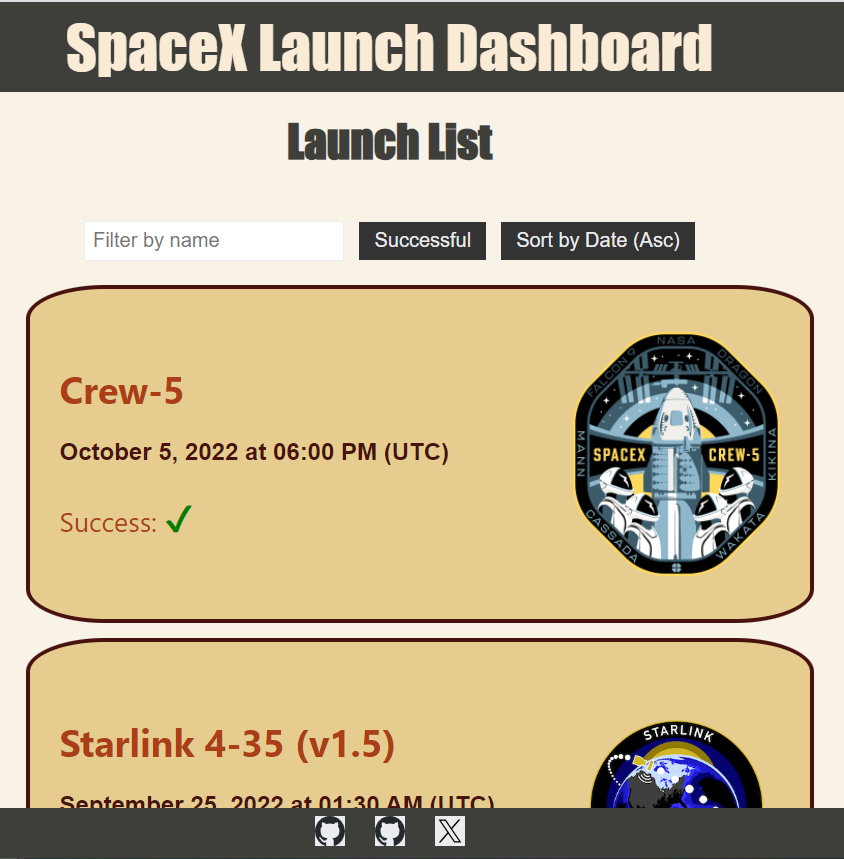 SpaceX Launch Dashboard
Launch List
Filter by name
Successful
Sort by Date (Asc)
Crew-5
October 5, 2022 at 06:00 PM (UTC)
Success: ✓
FALCON 9 NASA DRAGON
MANN
SPACEX CREW-5
KIKINA
CASSADA
WAKATA
Starlink 4-35 (v1.5)
September 25, 2022 at 01:30 AM (UTC)
STARLINK